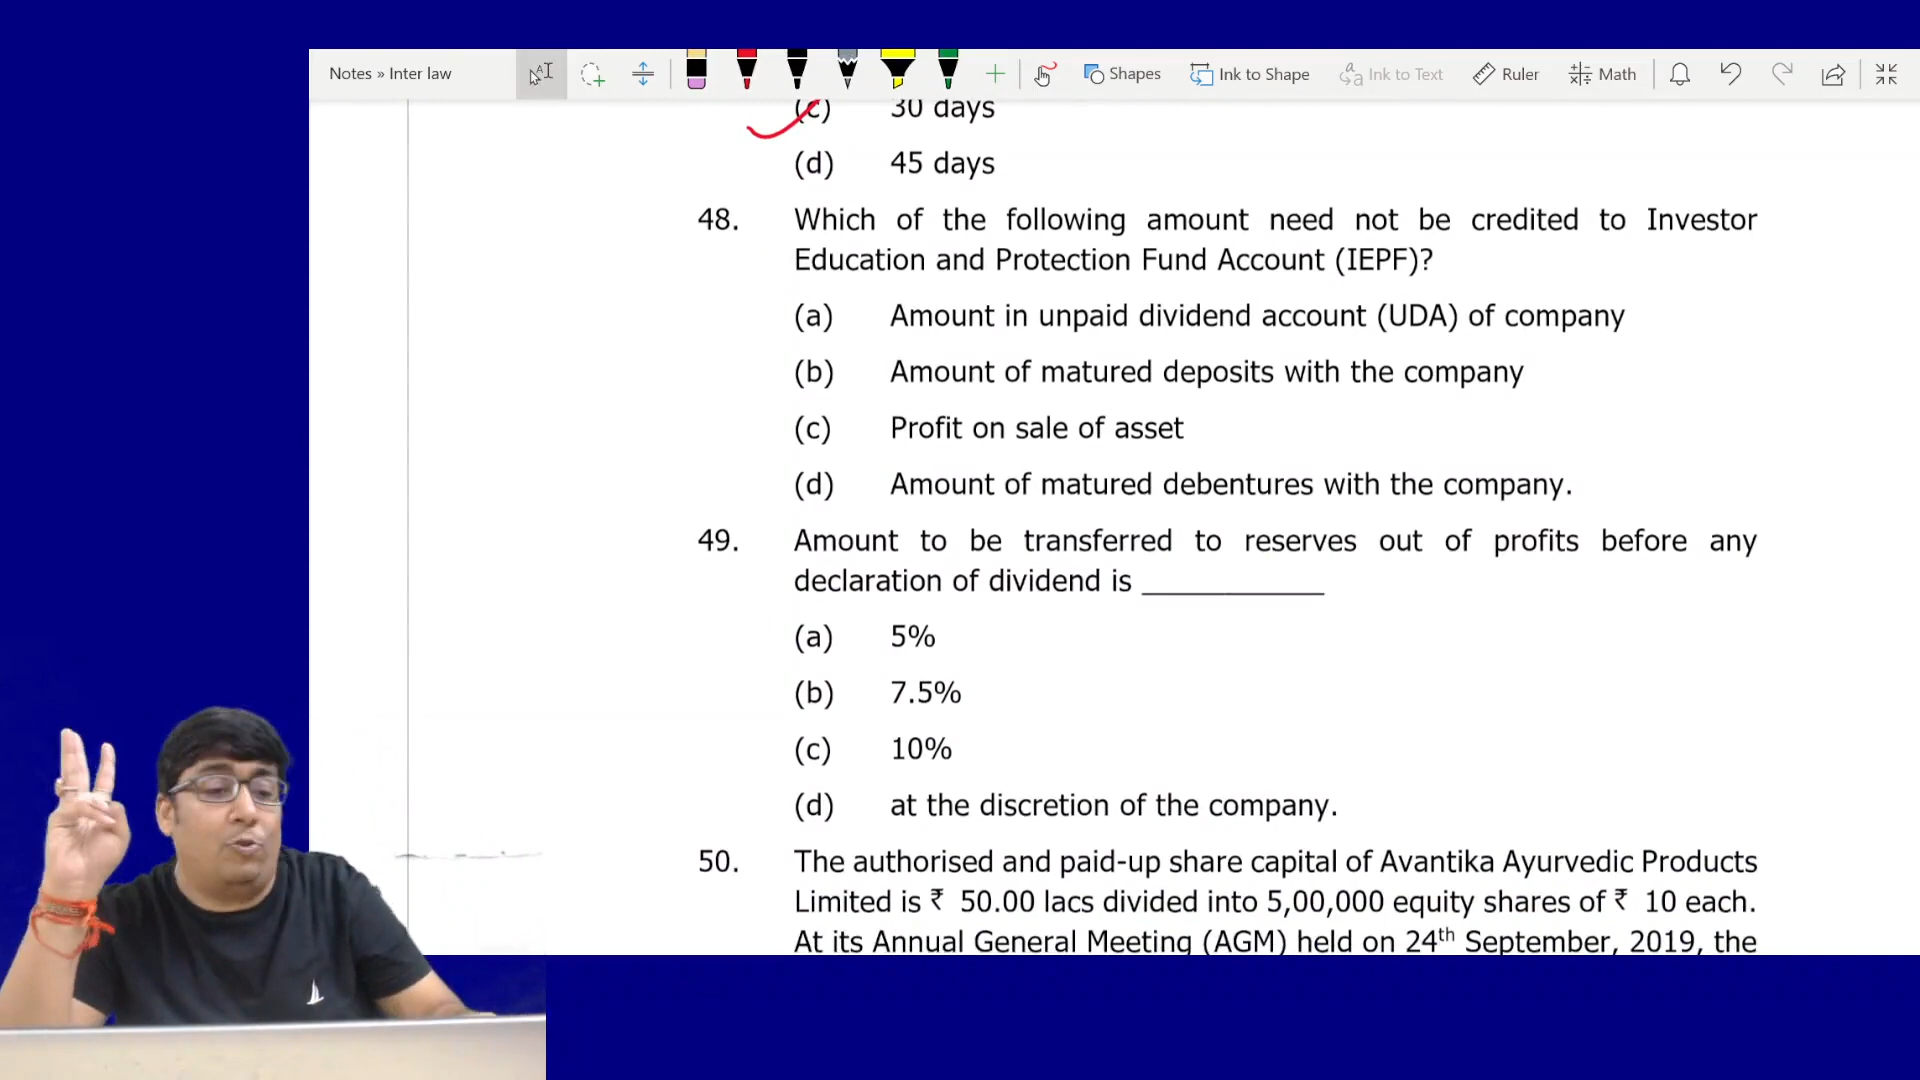 Notes » Inter law
Shapes
Ink to Shape
Ink to Text
Ruler
Math
(c) 30 days
(d) 45 days
48. Which of the following amount need not be credited to Investor
Education and Protection Fund Account (IEPF)?
(a) Amount in unpaid dividend account (UDA) of company
(b) Amount of matured deposits with the company
(c) Profit on sale of asset
(d) Amount of matured debentures with the company.
49. Amount to be transferred to reserves out of profits before any
declaration of dividend is ____________
(a) 5%
(b) 7.5%
(c) 10%
(d) at the discretion of the company.
50. The authorised and paid-up share capital of Avantika Ayurvedic Products
Limited is ₹ 50.00 lacs divided into 5,00,000 equity shares of ₹ 10 each.
At its Annual General Meeting (AGM) held on 24th September, 2019, the